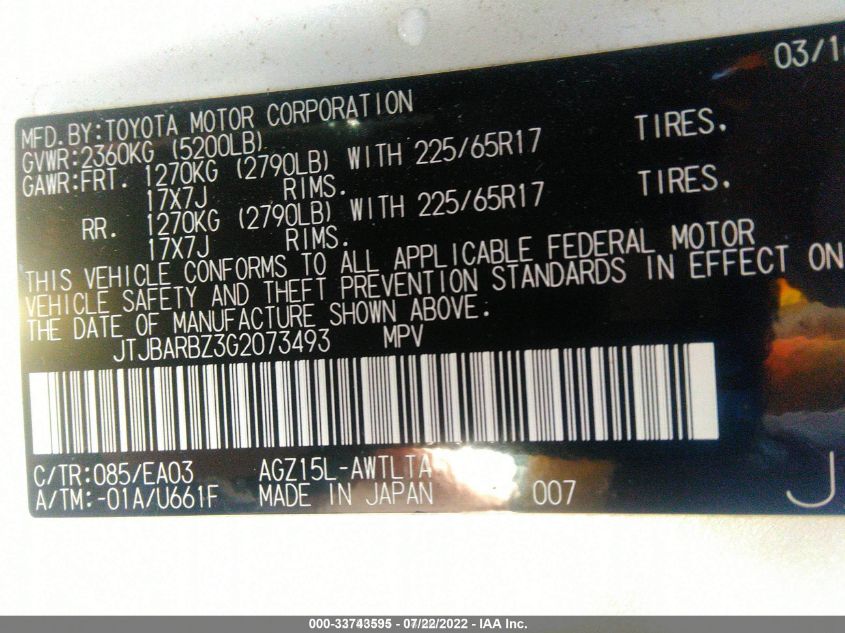 03/1
MFD.BY:TOYOTA MOTOR CORPORATION
GVWR:2360KG (5200LB)
GAWR:FRT. 1270KG (2790LB) WITH 225/65R17 TIRES.
17X7J RIMS.
RR. 1270KG (2790LB) WITH 225/65R17 TIRES.
17X7J RIMS.
THIS VEHICLE CONFORMS TO ALL APPLICABLE FEDERAL MOTOR
VEHICLE SAFETY AND THEFT PREVENTION STANDARDS IN EFFECT ON
THE DATE OF MANUFACTURE SHOWN ABOVE.
JTJBARBZ3G2073493 MPV
C/TR:085/EA03 AGZ15L-AWTLTA
A/TM:-01A/U661F MADE IN JAPAN 007
J
000-33743595 - 07/22/2022 - IAA Inc.